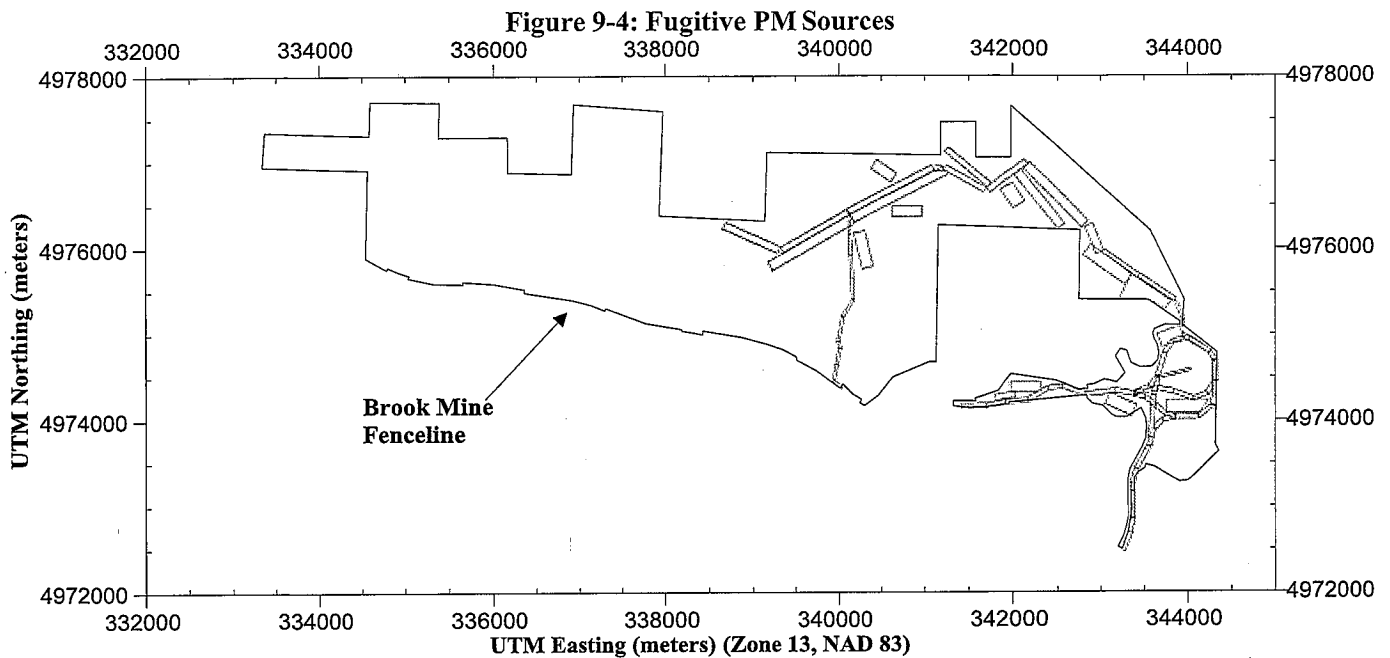 Figure 9-4: Fugitive PM Sources
332000 334000 336000 338000 340000 342000 344000
4978000 4978000
4976000 4976000
4974000 4974000
4972000 4972000
UTM Northing (meters)
Brook Mine
Fenceline
332000 334000 336000 338000 340000 342000 344000
UTM Easting (meters) (Zone 13, NAD 83)